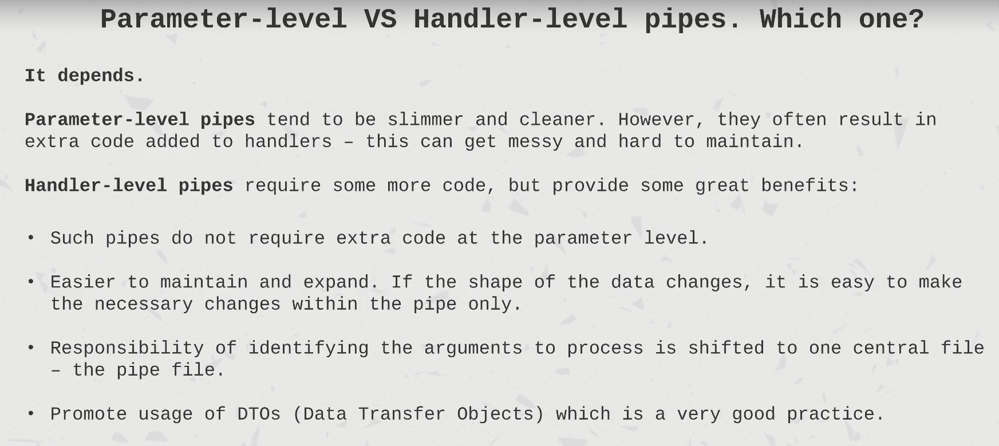 Parameter-level VS Handler-level pipes. Which one?
It depends.
Parameter-level pipes tend to be slimmer and cleaner. However, they often result in
extra code added to handlers – this can get messy and hard to maintain.
Handler-level pipes require some more code, but provide some great benefits:
• Such pipes do not require extra code at the parameter level.
• Easier to maintain and expand. If the shape of the data changes, it is easy to make
the necessary changes within the pipe only.
• Responsibility of identifying the arguments to process is shifted to one central file
– the pipe file.
• Promote usage of DTOs (Data Transfer Objects) which is a very good practice.